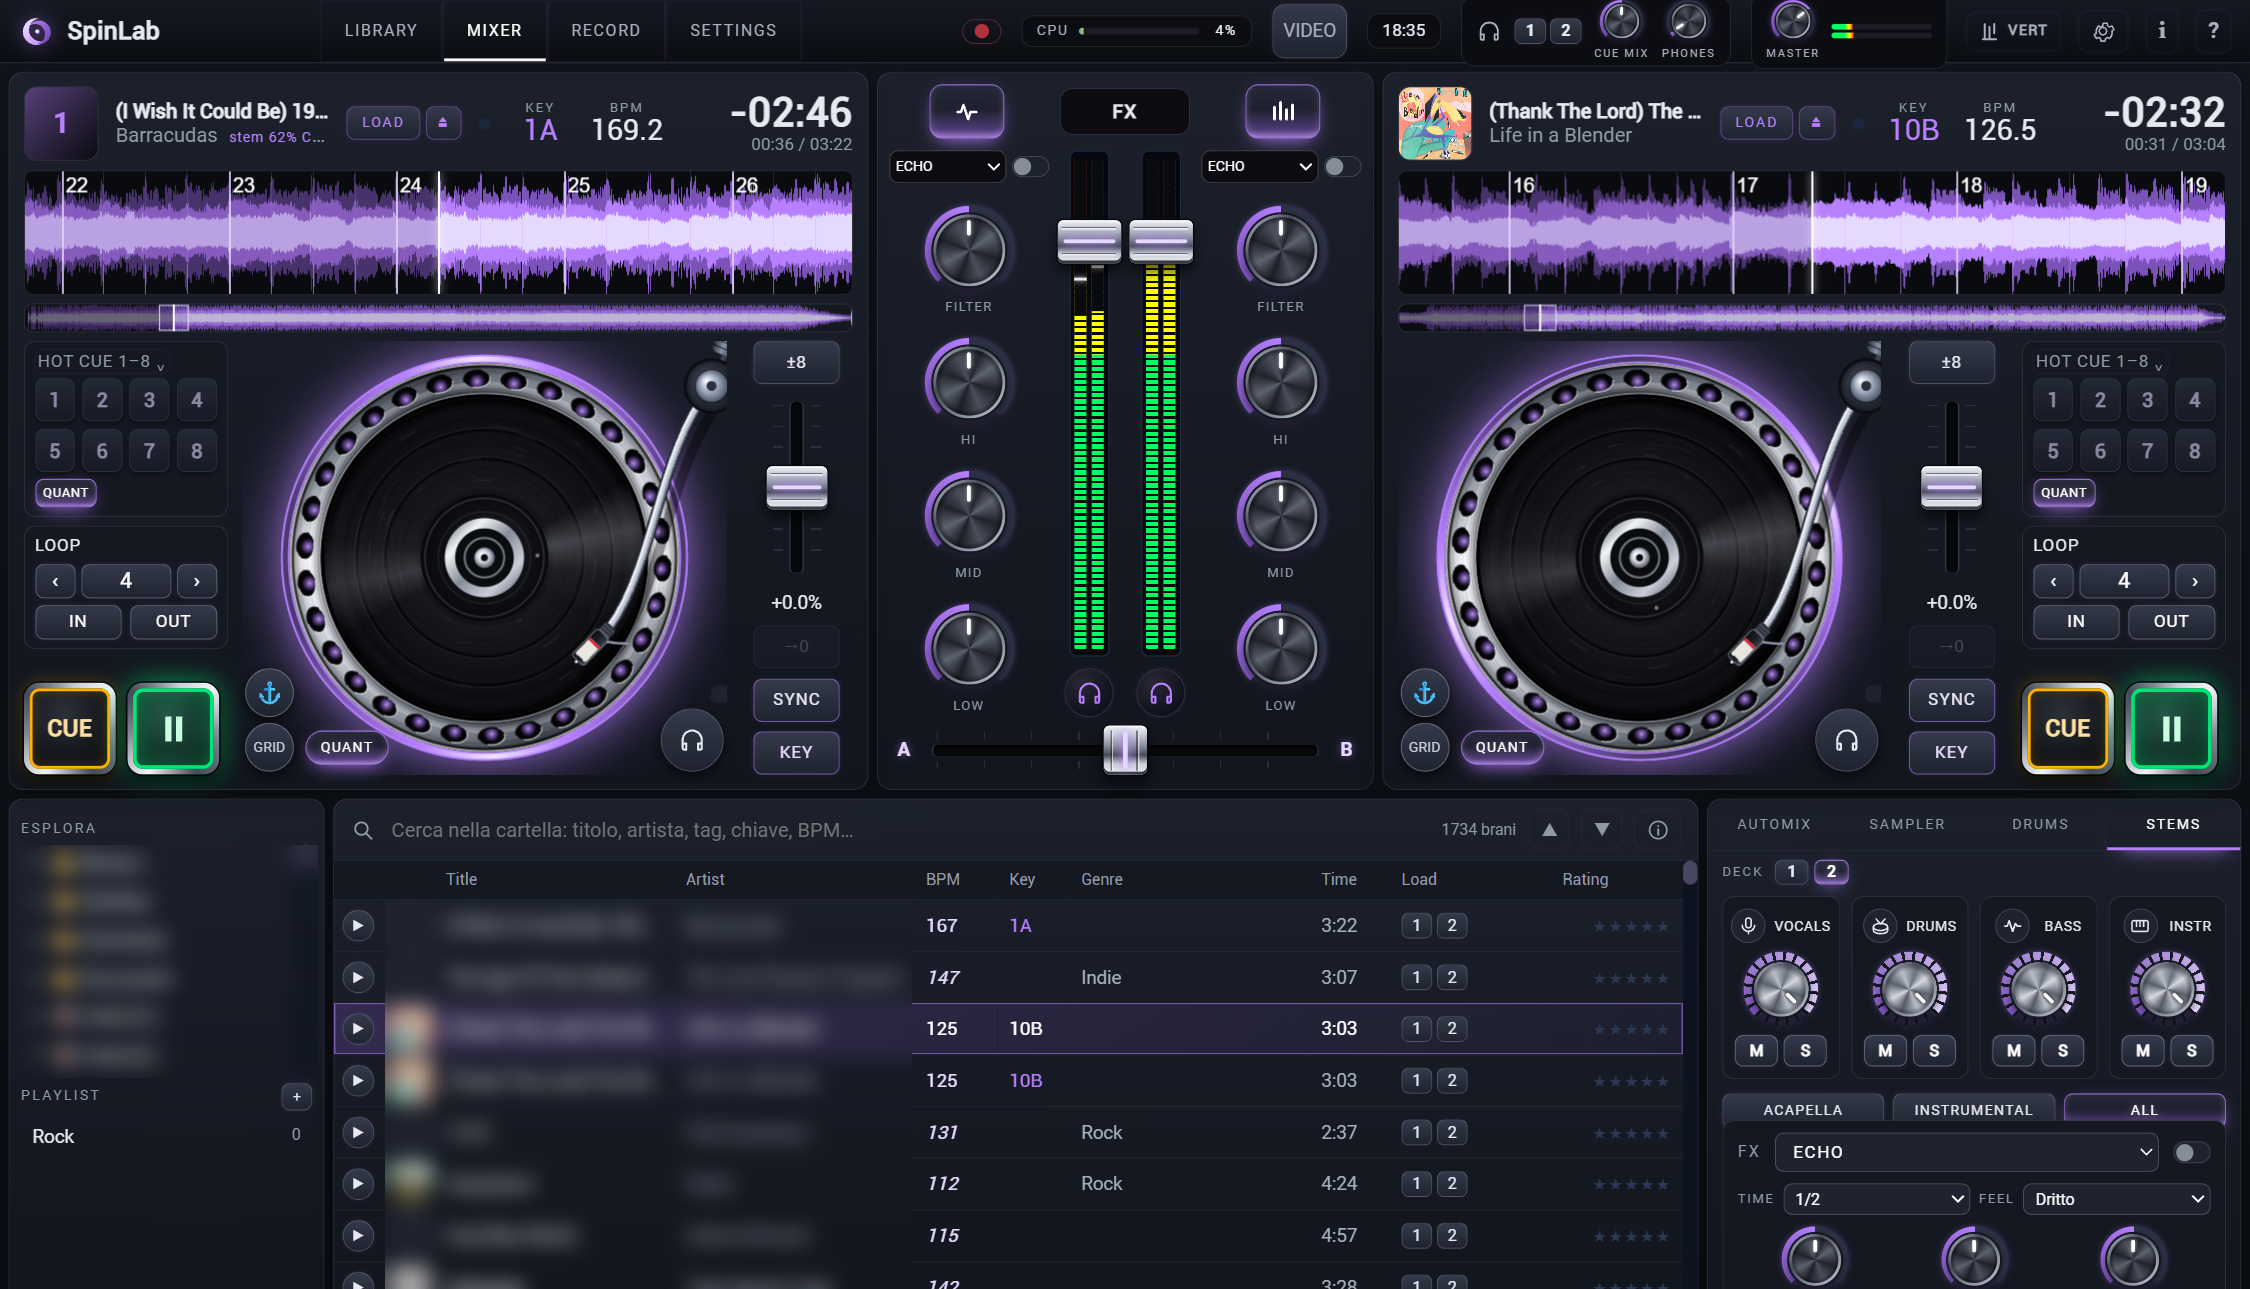 SpinLab
LIBRARY MIXER RECORD SETTINGS
CPU 4% VIDEO 18:35
1 2 CUE MIX PHONES
MASTER
VERT i ?
1
(I Wish It Could Be) 19...
Barracudas stem 62% C...
LOAD
KEY
1A
BPM
169.2
-02:46
00:36 / 03:22
22 23 24 25 26
HOT CUE 1–8
1 2 3 4
5 6 7 8
QUANT
LOOP
‹ 4 ›
IN OUT
CUE
GRID QUANT
±8
+0.0%
→0
SYNC
KEY
FX
ECHO ECHO
FILTER FILTER
HI HI
MID MID
LOW LOW
A B
(Thank The Lord) The ...
Life in a Blender
LOAD
KEY
10B
BPM
126.5
-02:32
00:31 / 03:04
16 17 18 19
±8
+0.0%
→0
SYNC
KEY
GRID QUANT
HOT CUE 1–8
1 2 3 4
5 6 7 8
QUANT
LOOP
‹ 4 ›
IN OUT
CUE
ESPLORA
PLAYLIST +
Rock 0
Cerca nella cartella: titolo, artista, tag, chiave, BPM...
1734 brani
Title Artist BPM Key Genre Time Load Rating
167 1A 3:22 1 2
147 Indie 3:07 1 2
125 10B 3:03 1 2
125 10B 3:03 1 2
131 Rock 2:37 1 2
112 Rock 4:24 1 2
115 4:57 1 2
142 3:28 1 2
AUTOMIX SAMPLER DRUMS STEMS
DECK 1 2
VOCALS DRUMS BASS INSTR
M S M S M S M S
ACAPELLA INSTRUMENTAL ALL
FX ECHO
TIME 1/2 FEEL Dritto